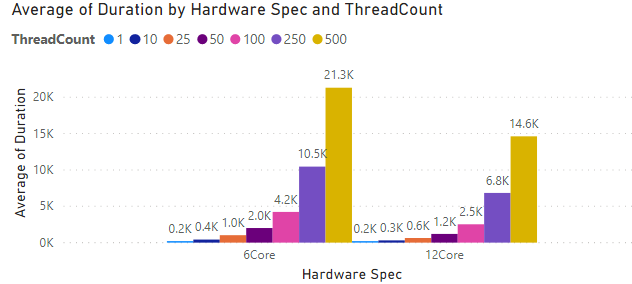 Average of Duration by Hardware Spec and ThreadCount
ThreadCount 1 10 25 50 100 250 500
Average of Duration
20K
15K
10K
5K
0K
0.2K 0.4K 1.0K 2.0K 4.2K 10.5K 21.3K
0.2K 0.3K 0.6K 1.2K 2.5K 6.8K 14.6K
6Core 12Core
Hardware Spec